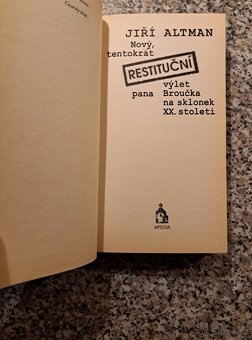 JIŘÍ ALTMAN
Nový,
tentokrát
RESTITUČNÍ
výlet
pana Broučka
na sklonek
XX. století
APSIDA